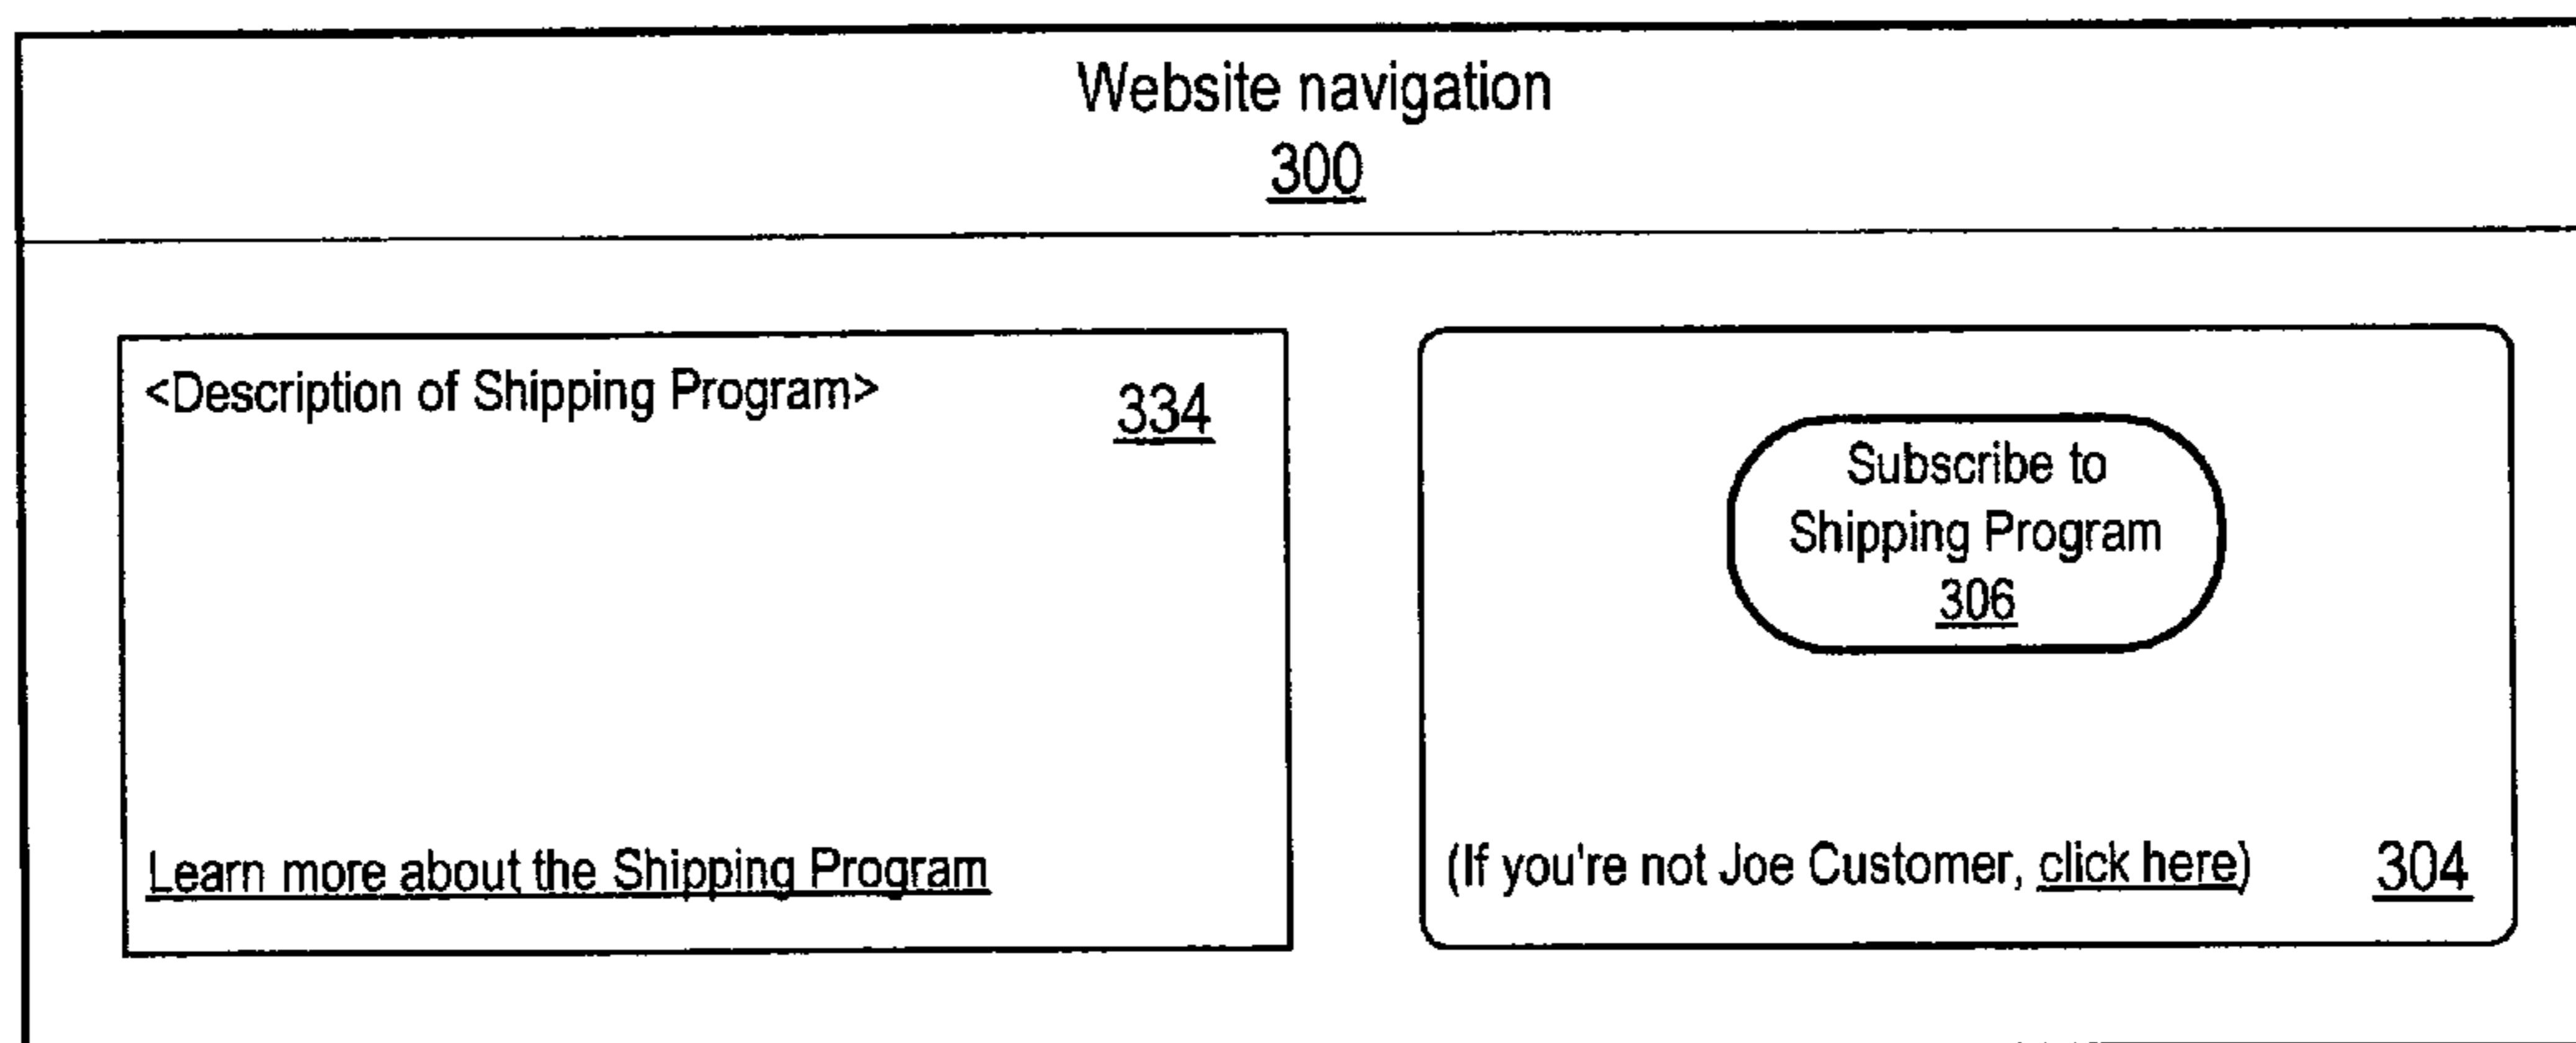 Website navigation
300
<Description of Shipping Program>
334
Learn more about the Shipping Program
Subscribe to
Shipping Program
306
(If you're not Joe Customer, click here)
304